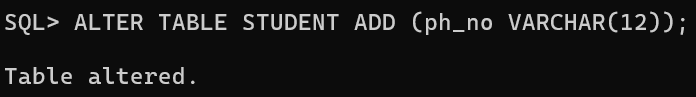 SQL> ALTER TABLE STUDENT ADD (ph_no VARCHAR(12));
Table altered.